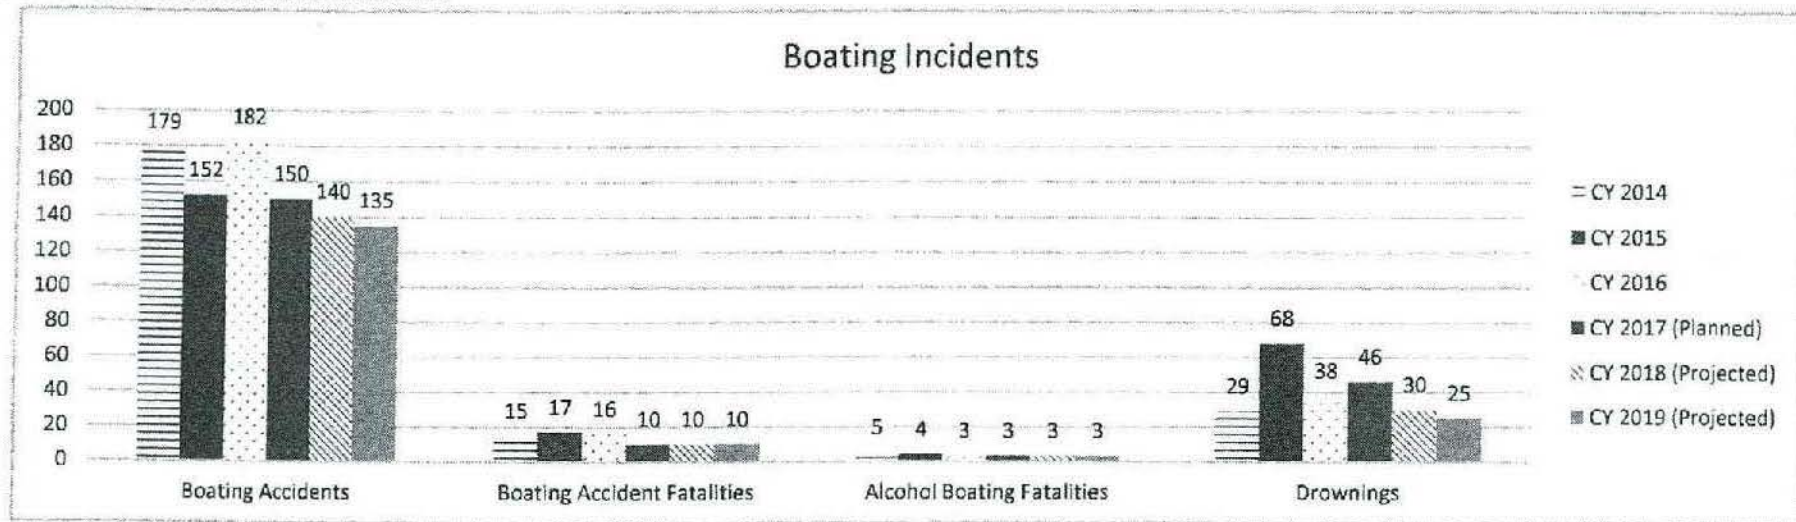 Boating Incidents
200
180
160
140
120
100
80
60
40
20
0
179
152
182
150
140
135
15 17 16 10 10 10
5 4 3 3 3 3
29
68
38
46
30
25
Boating Accidents
Boating Accident Fatalities
Alcohol Boating Fatalities
Drownings
CY 2014
CY 2015
CY 2016
CY 2017 (Planned)
CY 2018 (Projected)
CY 2019 (Projected)